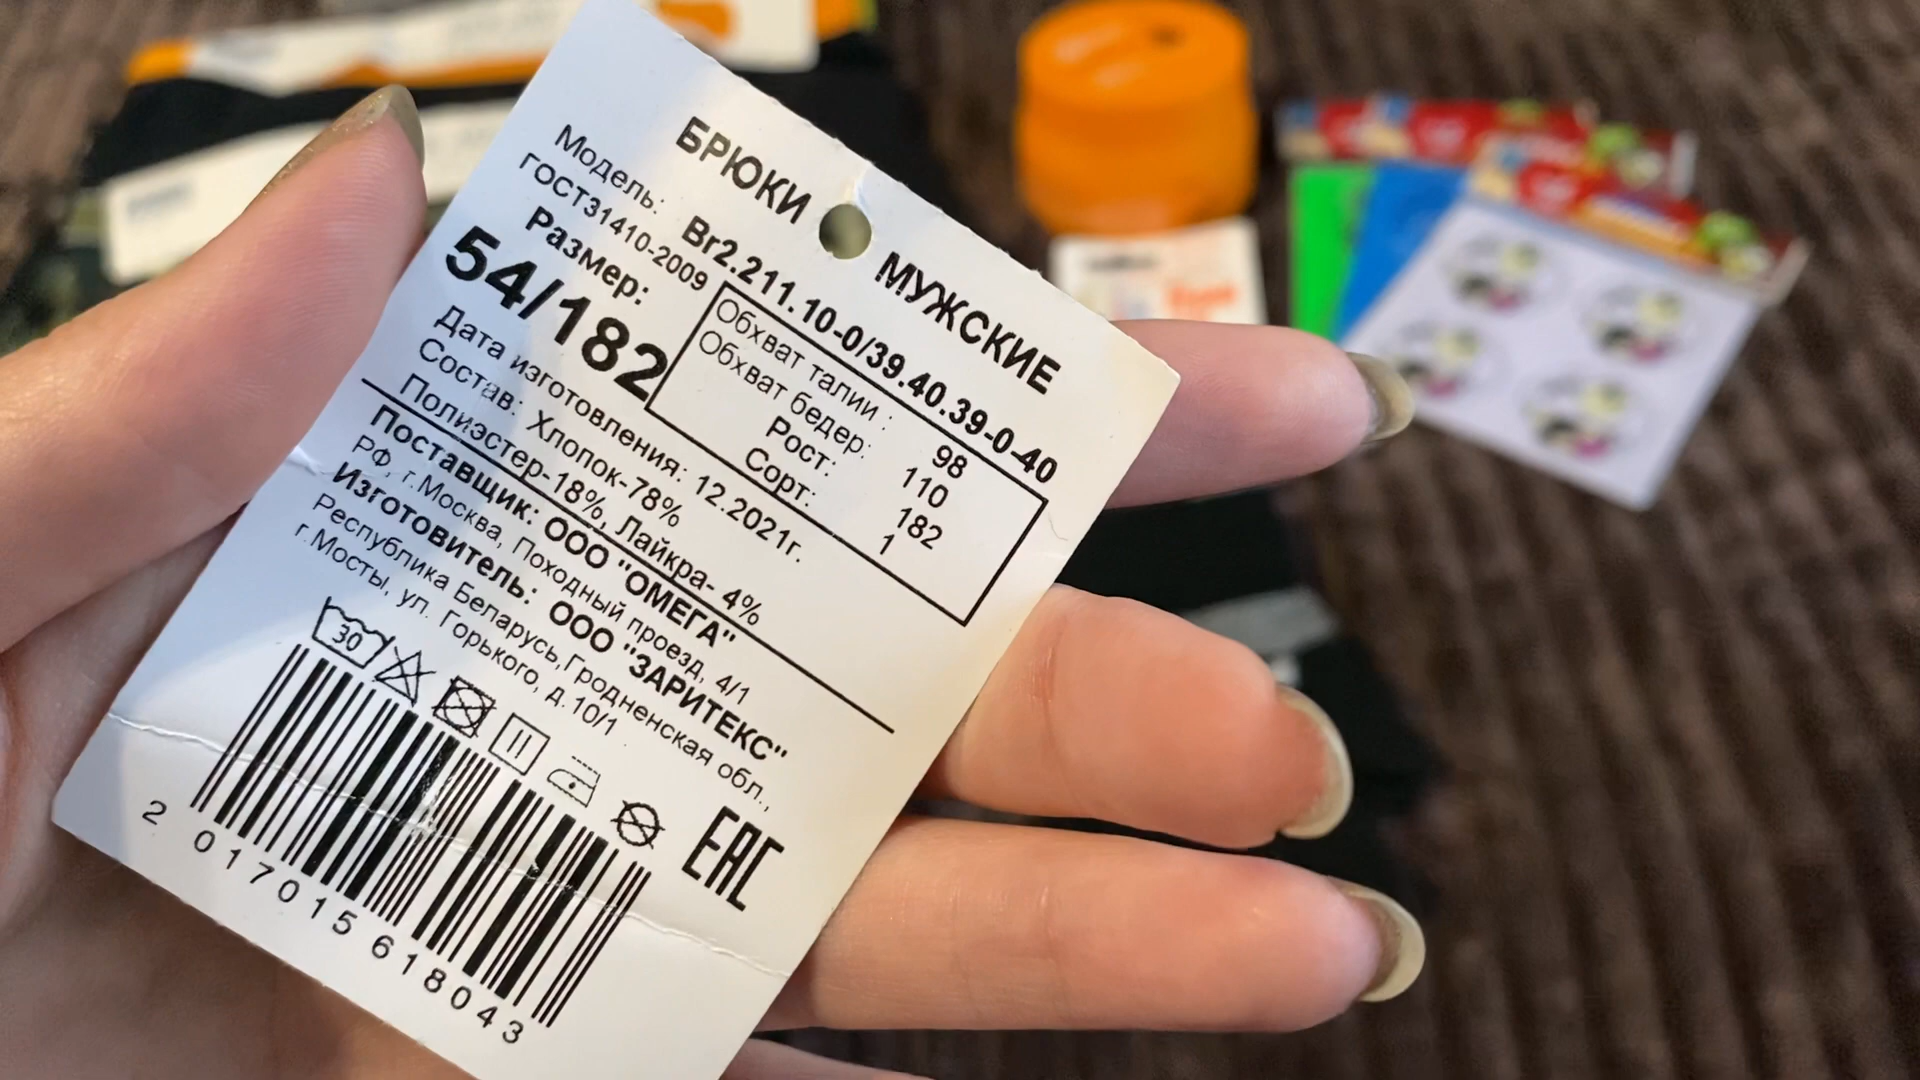 БРЮКИ МУЖСКИЕ
Модель: Br2.211.10-0/39.40.39-0-40
ГОСТ31410-2009
Размер:
54/182
Обхват талии : 98
Обхват бедер: 110
Рост: 182
Сорт: 1
Дата изготовления: 12.2021г.
Состав: Хлопок-78%
Полиэстер-18%, Лайкра- 4%
Поставщик: ООО "ОМЕГА"
РФ, г.Москва, Походный проезд, 4/1
Изготовитель: ООО "ЗАРИТЕКС"
Республика Беларусь,Гродненская обл.,
г.Мосты, ул. Горького, д.10/1
30
EAC
2 017015 618043